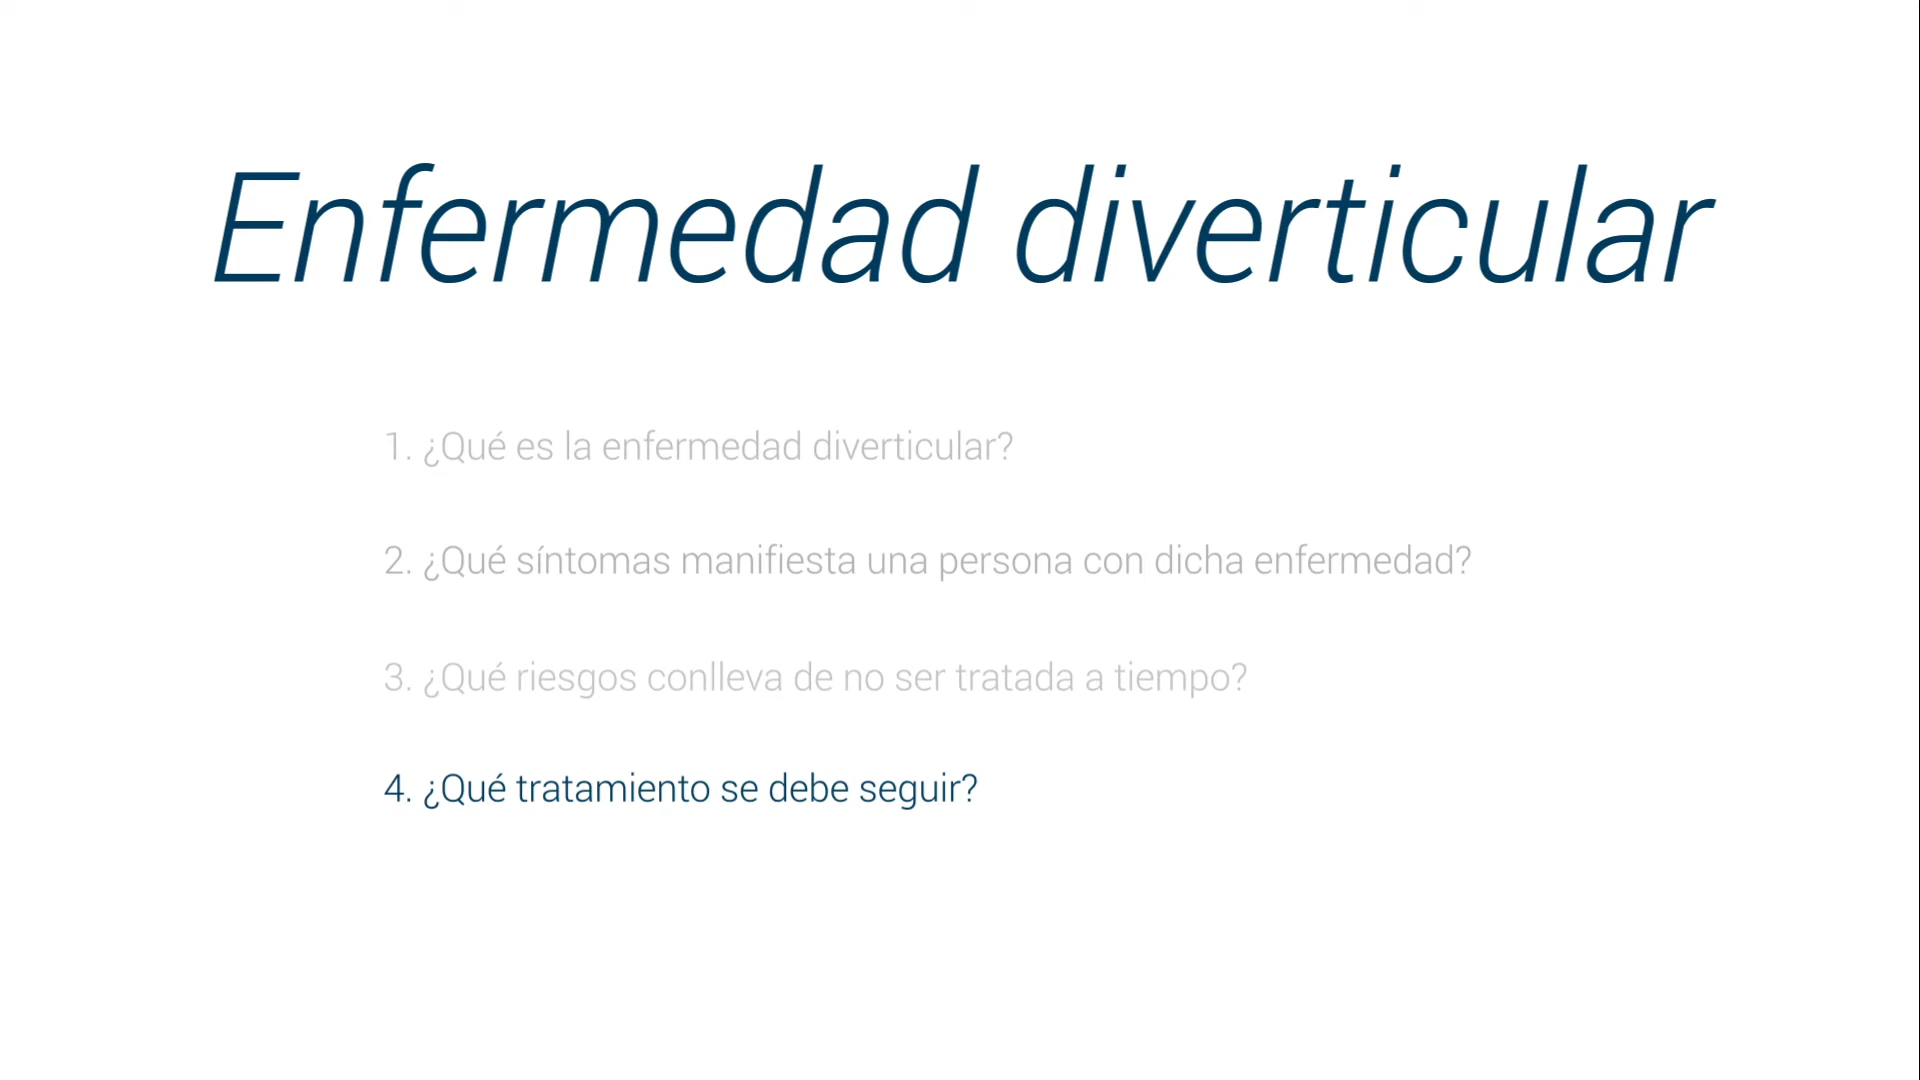 Enfermedad diverticular
1. ¿Qué es la enfermedad diverticular?
2. ¿Qué síntomas manifiesta una persona con dicha enfermedad?
3. ¿Qué riesgos conlleva de no ser tratada a tiempo?
4. ¿Qué tratamiento se debe seguir?